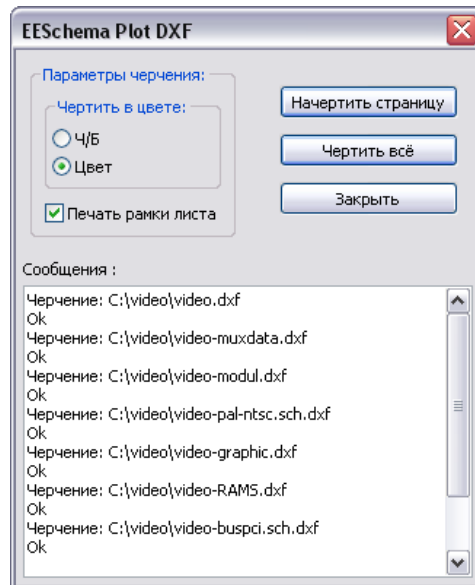 EESchema Plot DXF
Параметры черчения:
Чертить в цвете:
Ч/Б
Цвет
Печать рамки листа
Начертить страницу
Чертить всё
Закрыть
Сообщения :
Черчение: C:\video\video.dxf
Ok
Черчение: C:\video\video-muxdata.dxf
Ok
Черчение: C:\video\video-modul.dxf
Ok
Черчение: C:\video\video-pal-ntsc.sch.dxf
Ok
Черчение: C:\video\video-graphic.dxf
Ok
Черчение: C:\video\video-RAMS.dxf
Ok
Черчение: C:\video\video-buspci.sch.dxf
Ok